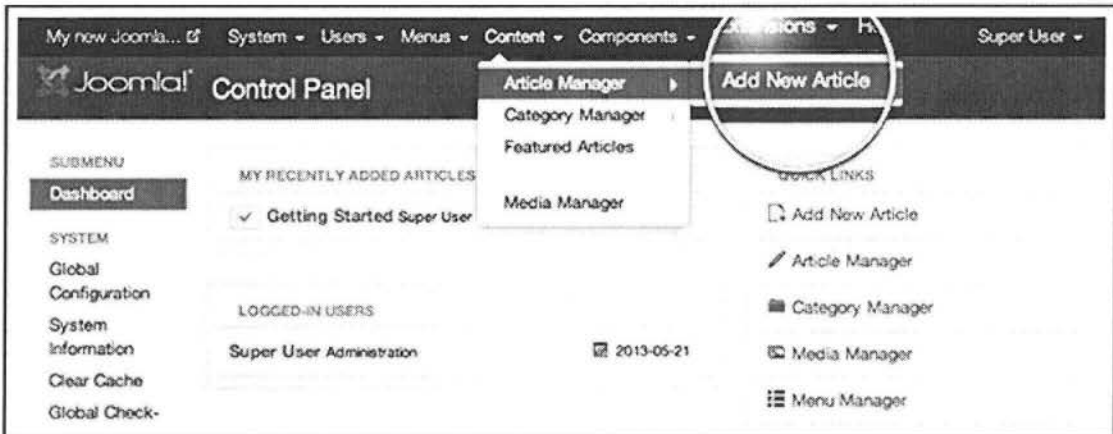 My new Joomla... System Users Menus Content Components Super User
Joomla! Control Panel
Article Manager
Add New Article
Category Manager
Featured Articles
Media Manager
SUBMENU
Dashboard
SYSTEM
Global
Configuration
System
Information
Clear Cache
Global Check-
MY RECENTLY ADDED ARTICLES
Getting Started Super User
LOGGED-IN USERS
Super User Administration 2013-05-21
QUICK LINKS
Add New Article
Article Manager
Category Manager
Media Manager
Menu Manager